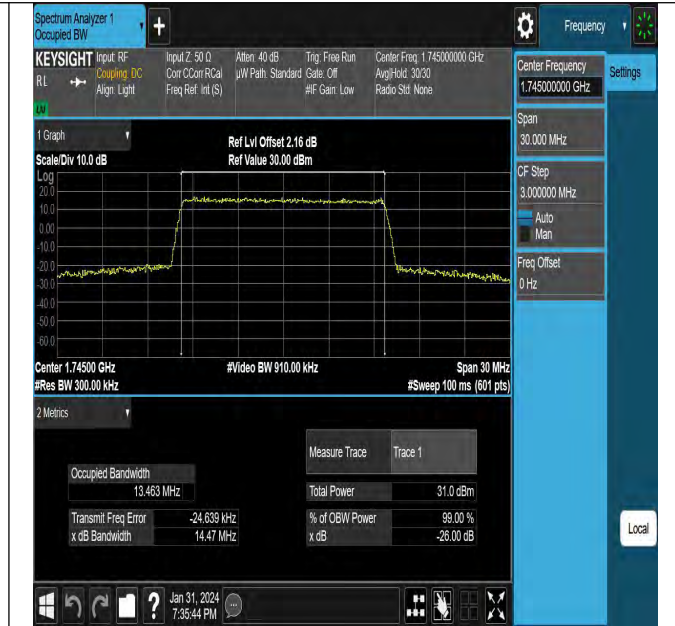 Spectrum Analyzer 1
Occupied BW
+
Frequency
KEYSIGHT
R L
LNI
Input: RF
Coupling: DC
Align: Light
Input Z: 50 Ω
Corr CCorr RCal
Freq Ref: Int (S)
Atten: 40 dB
µW Path: Standard
Trig: Free Run
Gate: Off
#IF Gain: Low
Center Freq: 1.745000000 GHz
Avg|Hold: 30/30
Radio Std: None
Center Frequency
1.745000000 GHz
Settings
Span
30.000 MHz
CF Step
3.000000 MHz
Auto
Man
Freq Offset
0 Hz
1 Graph
Scale/Div 10.0 dB
Ref Lvl Offset 2.16 dB
Ref Value 30.00 dBm
Log
20.0
10.0
0.00
-10.0
-20.0
-30.0
-40.0
-50.0
-60.0
Center 1.74500 GHz
#Video BW 910.00 kHz
Span 30 MHz
#Res BW 300.00 kHz
#Sweep 100 ms (601 pts)
2 Metrics
Measure Trace
Trace 1
Occupied Bandwidth
13.463 MHz
Total Power
31.0 dBm
Transmit Freq Error
-24.639 kHz
% of OBW Power
99.00 %
x dB Bandwidth
14.47 MHz
x dB
-26.00 dB
Local
?
Jan 31, 2024
7:35:44 PM